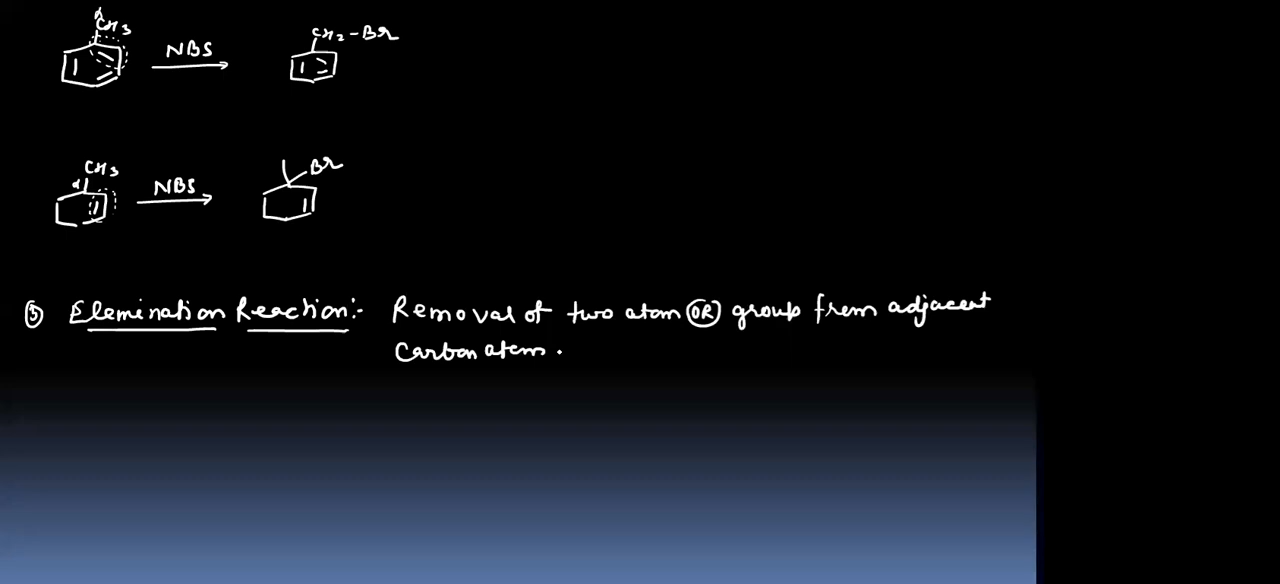 α
CH3
NBS
CH2-Br
CH3
α
NBS
Br
③ Elemination Reaction:- Removal of two atom OR group from adjacent
Carbon atom.